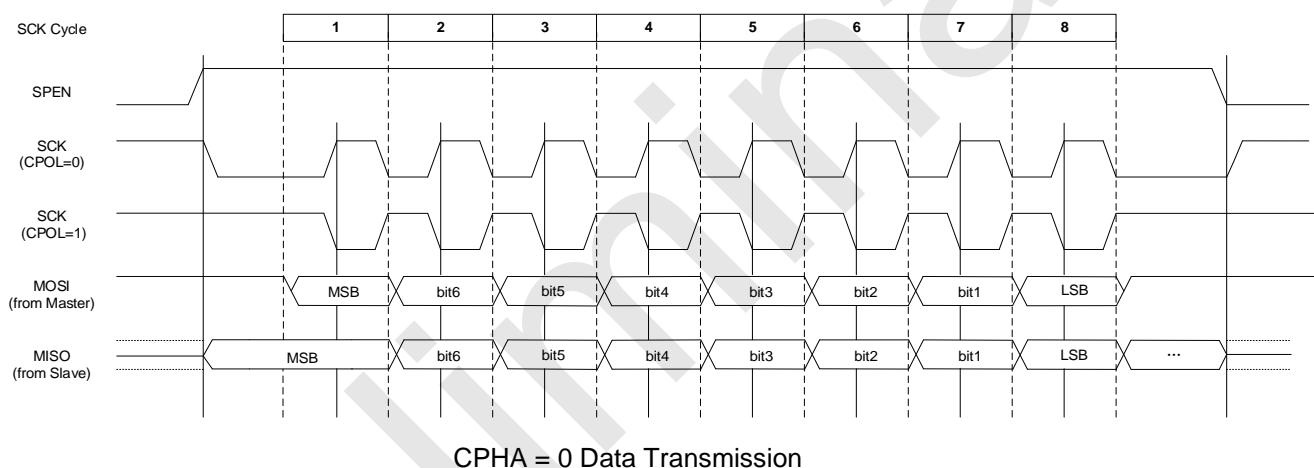 SCK Cycle 1 2 3 4 5 6 7 8
SPEN
SCK
(CPOL=0)
SCK
(CPOL=1)
MOSI
(from Master)
MSB bit6 bit5 bit4 bit3 bit2 bit1 LSB
MISO
(from Slave)
MSB bit6 bit5 bit4 bit3 bit2 bit1 LSB ...
CPHA = 0 Data Transmission